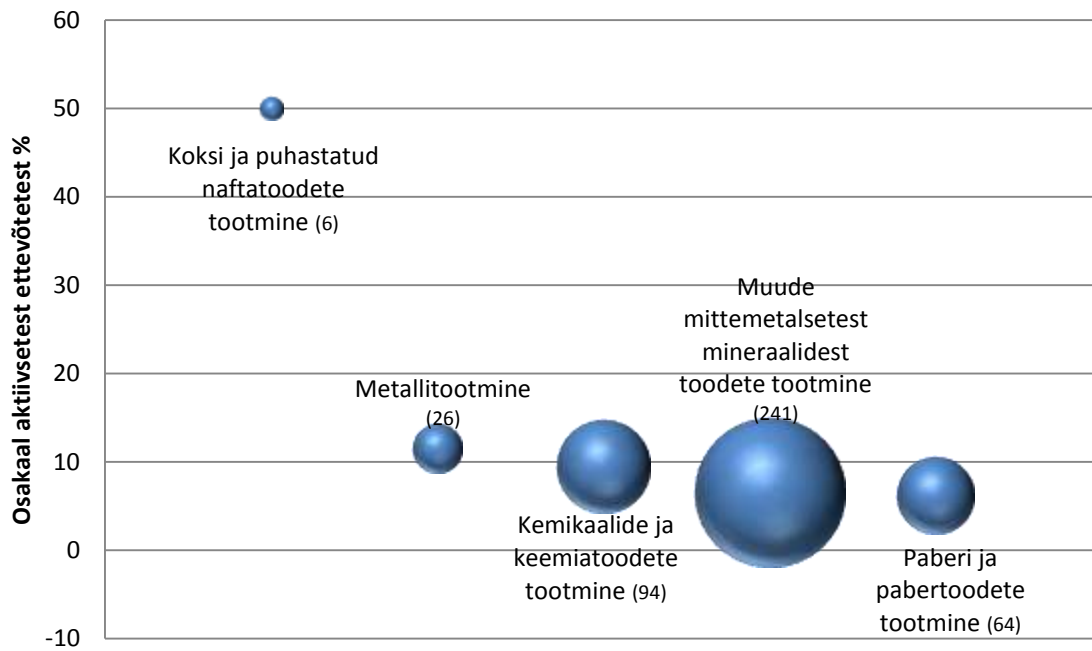 60
50
40
30
20
10
0
-10
Osakaal aktiivsetest ettevõtetest %
Koksi ja puhastatud
naftatoodete
tootmine (6)
Metallitootmine
(26)
Kemikaalide ja
keemiatoodete
tootmine (94)
Muude
mittemetalsetest
mineraalidest
toodete tootmine
(241)
Paberi ja
pabertoodete
tootmine (64)